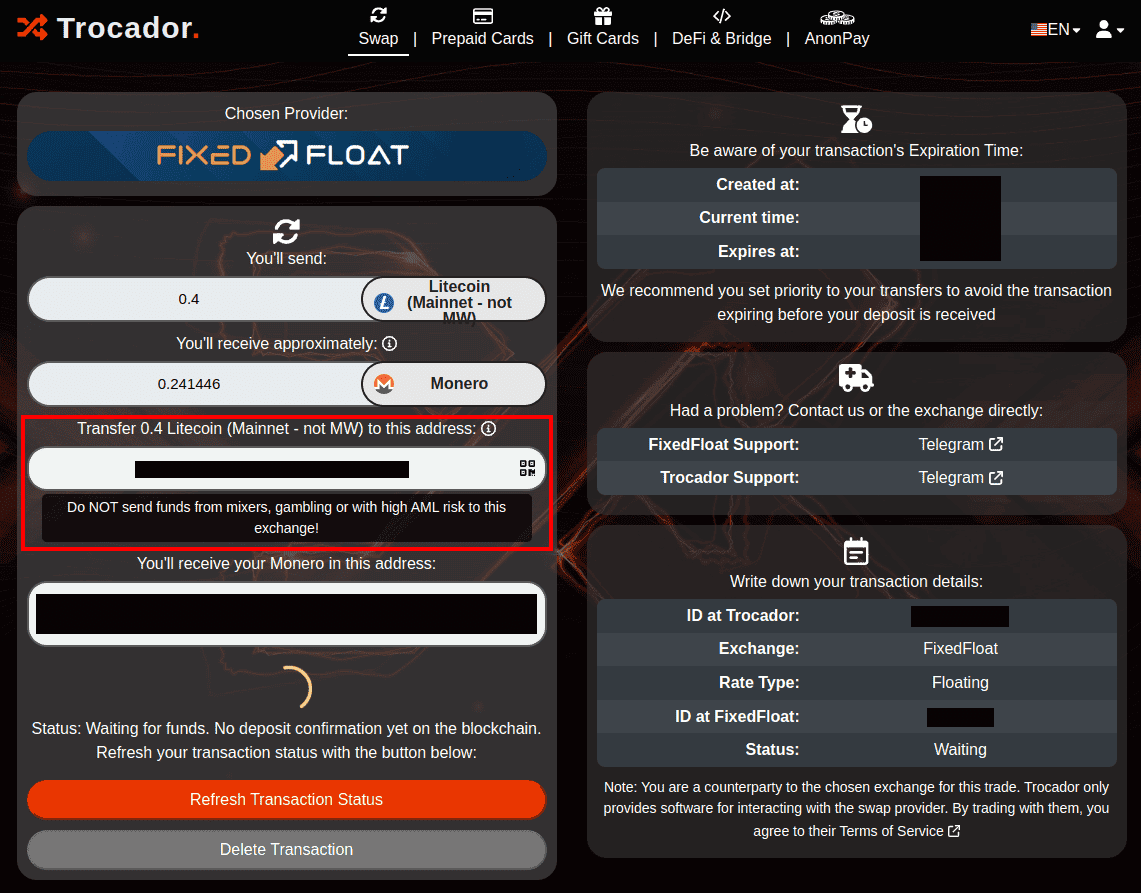 Trocador.
Swap | Prepaid Cards | Gift Cards | DeFi & Bridge | AnonPay
EN
Chosen Provider:
FIXED FLOAT
You'll send:
0.4
Litecoin
(Mainnet - not
MW)
You'll receive approximately:
0.241446
Monero
Transfer 0.4 Litecoin (Mainnet - not MW) to this address:
Do NOT send funds from mixers, gambling or with high AML risk to this
exchange!
You'll receive your Monero in this address:
Status: Waiting for funds. No deposit confirmation yet on the blockchain.
Refresh your transaction status with the button below:
Refresh Transaction Status
Delete Transaction
Be aware of your transaction's Expiration Time:
Created at:
Current time:
Expires at:
We recommend you set priority to your transfers to avoid the transaction
expiring before your deposit is received
Had a problem? Contact us or the exchange directly:
FixedFloat Support: Telegram
Trocador Support: Telegram
Write down your transaction details:
ID at Trocador:
Exchange: FixedFloat
Rate Type: Floating
ID at FixedFloat:
Status: Waiting
Note: You are a counterparty to the chosen exchange for this trade. Trocador only
provides software for interacting with the swap provider. By trading with them, you
agree to their Terms of Service